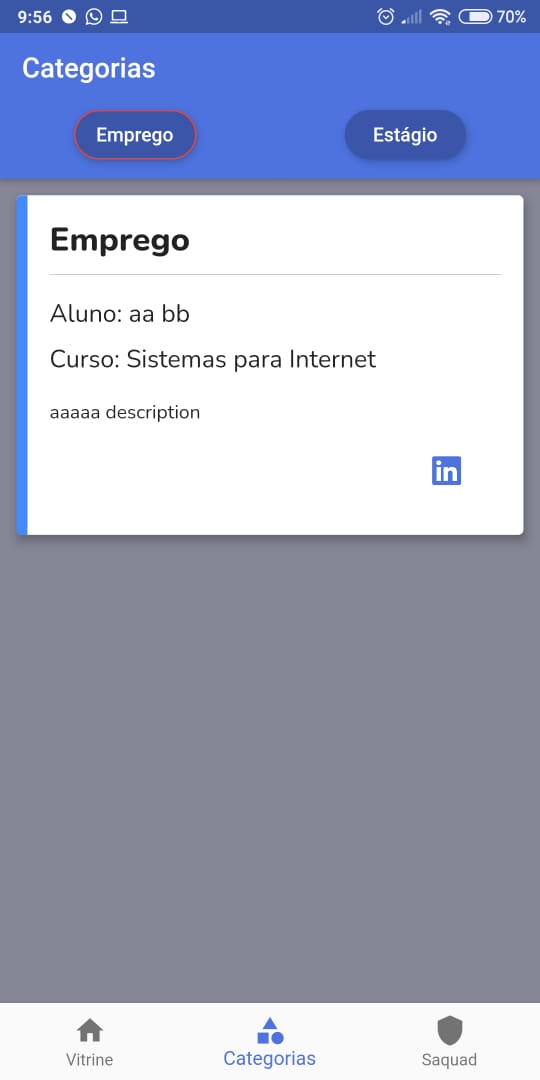 9:56 70%
Categorias
Emprego Estágio
Emprego
Aluno: aa bb
Curso: Sistemas para Internet
aaaaa description
in
Vitrine Categorias Saquad